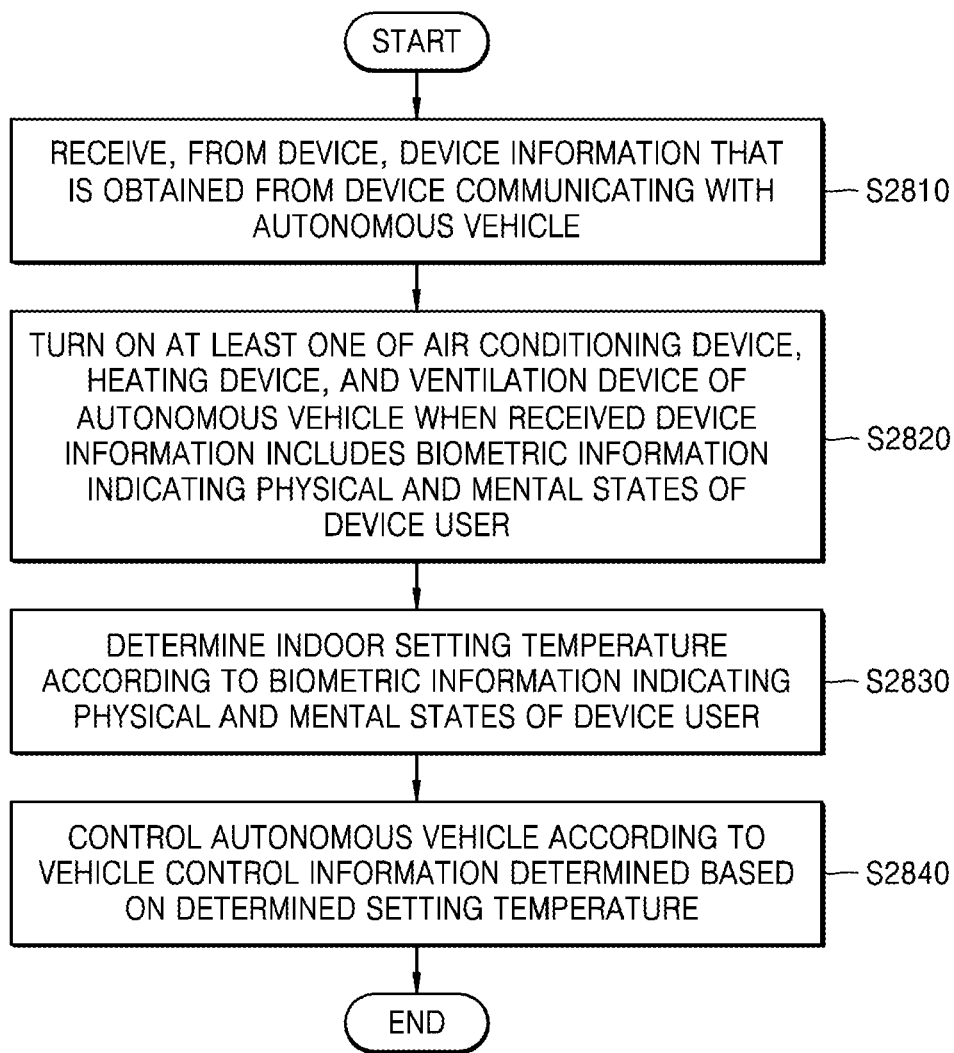 START
RECEIVE, FROM DEVICE, DEVICE INFORMATION THAT
IS OBTAINED FROM DEVICE COMMUNICATING WITH
AUTONOMOUS VEHICLE
S2810
TURN ON AT LEAST ONE OF AIR CONDITIONING DEVICE,
HEATING DEVICE, AND VENTILATION DEVICE OF
AUTONOMOUS VEHICLE WHEN RECEIVED DEVICE
INFORMATION INCLUDES BIOMETRIC INFORMATION
INDICATING PHYSICAL AND MENTAL STATES OF
DEVICE USER
S2820
DETERMINE INDOOR SETTING TEMPERATURE
ACCORDING TO BIOMETRIC INFORMATION INDICATING
PHYSICAL AND MENTAL STATES OF DEVICE USER
S2830
CONTROL AUTONOMOUS VEHICLE ACCORDING TO
VEHICLE CONTROL INFORMATION DETERMINED BASED
ON DETERMINED SETTING TEMPERATURE
S2840
END